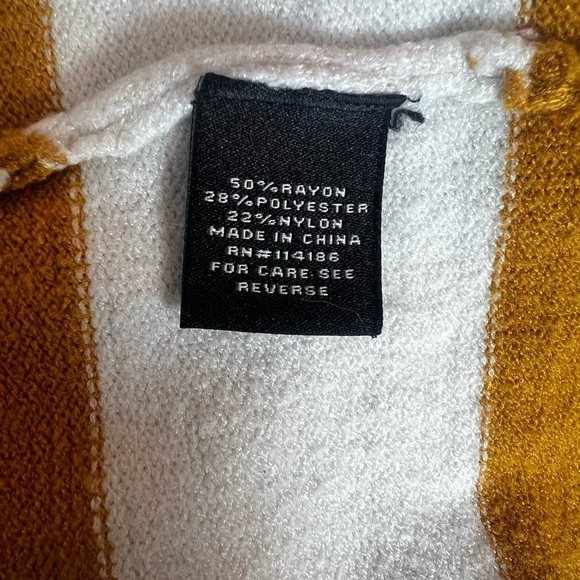 50%RAYON
28%POLYESTER
22%NYLON
MADE IN CHINA
RN#114186
FOR CARE SEE
REVERSE